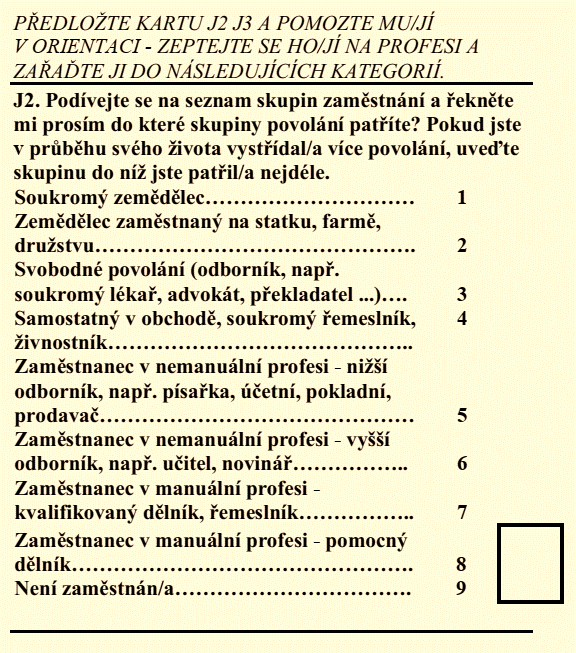 PŘEDLOŽTE KARTU J2 J3 A POMOZTE MU/JÍ
V ORIENTACI - ZEPTEJTE SE HO/JÍ NA PROFESI A
ZAŘAĎTE JI DO NÁSLEDUJÍCÍCH KATEGORIÍ.
J2. Podívejte se na seznam skupin zaměstnání a řekněte
mi prosím do které skupiny povolání patříte? Pokud jste
v průběhu svého života vystřídal/a více povolání, uveďte
skupinu do níž jste patřil/a nejdéle.
Soukromý zemědělec………………………… 1
Zemědělec zaměstnaný na statku, farmě,
družstvu………………………………………. 2
Svobodné povolání (odborník, např.
soukromý lékař, advokát, překladatel ...)…. 3
Samostatný v obchodě, soukromý řemeslník, 4
živnostník……………………………………..
Zaměstnanec v nemanuální profesi - nižší
odborník, např. písařka, účetní, pokladní,
prodavač……………………………………… 5
Zaměstnanec v nemanuální profesi - vyšší
odborník, např. učitel, novinář…………….. 6
Zaměstnanec v manuální profesi -
kvalifikovaný dělník, řemeslník…………….. 7
Zaměstnanec v manuální profesi - pomocný
dělník…………………………………………. 8
Není zaměstnán/a……………………………. 9